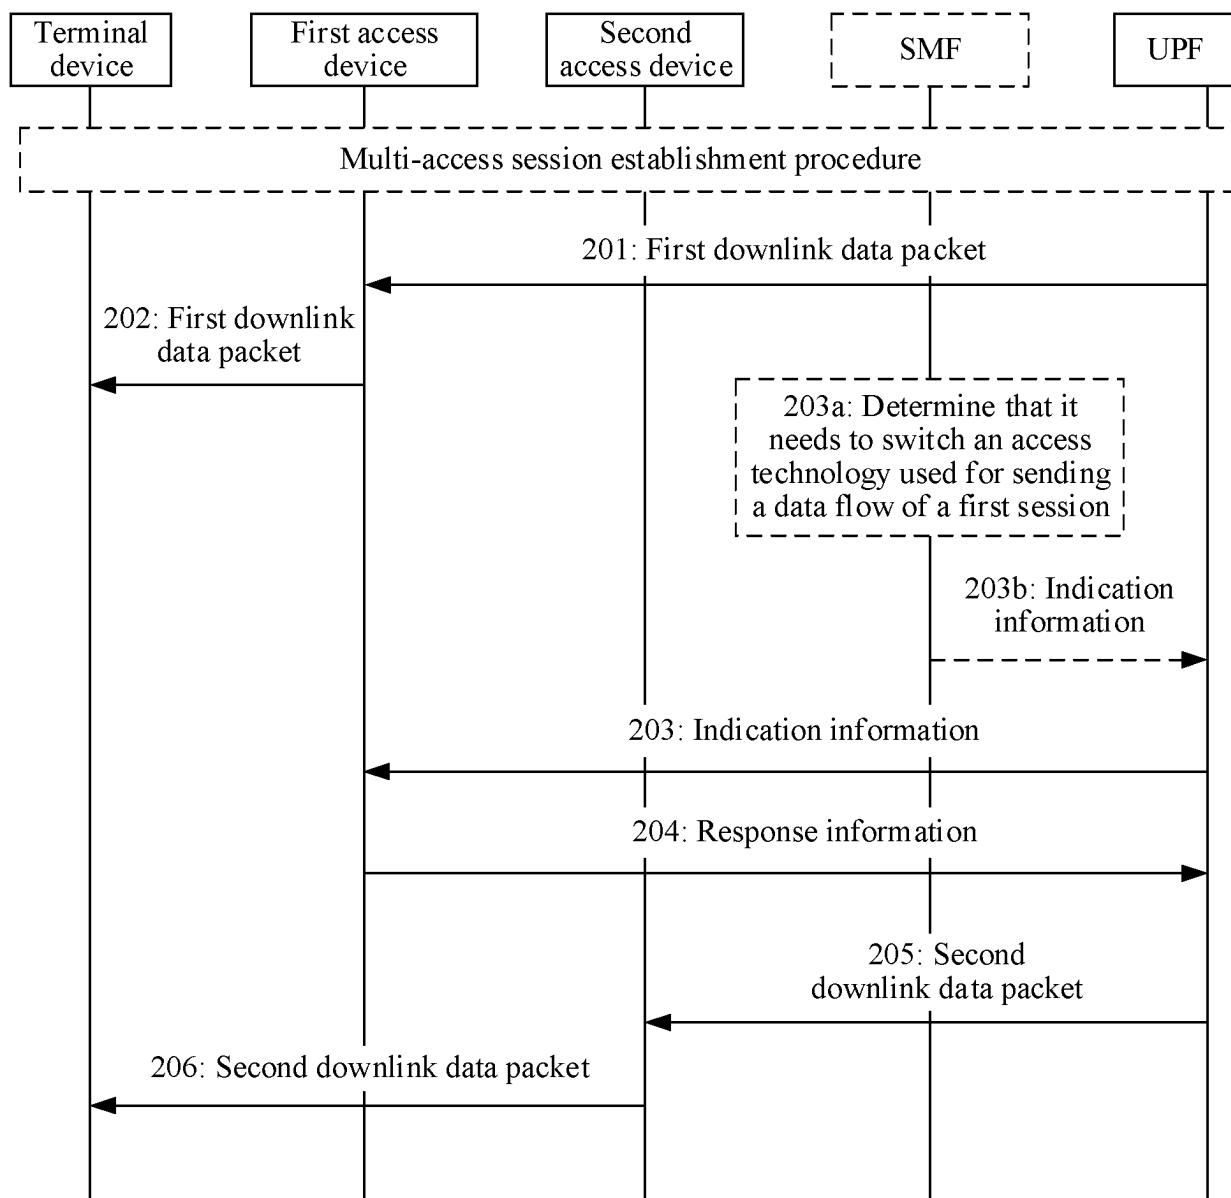 Terminal
device
First access
device
Second
access device
SMF
UPF
Multi-access session establishment procedure
201: First downlink data packet
202: First downlink
data packet
203a: Determine that it
needs to switch an access
technology used for sending
a data flow of a first session
203b: Indication
information
203: Indication information
204: Response information
205: Second
downlink data packet
206: Second downlink data packet